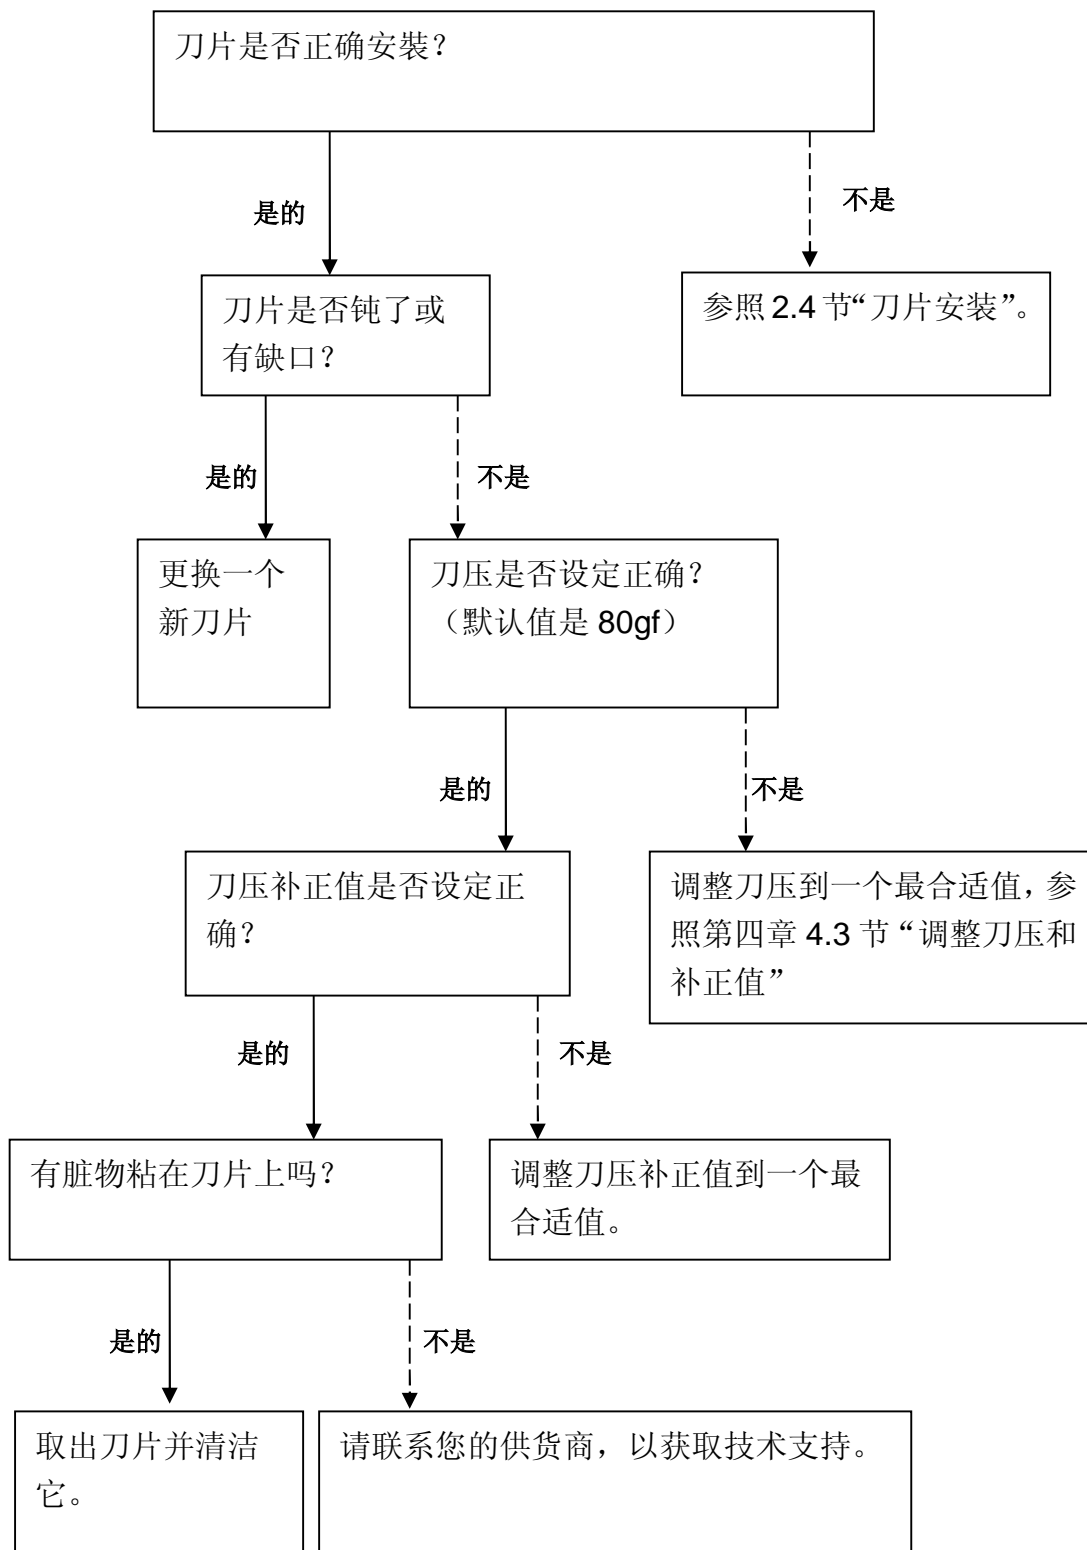 刀片是否正确安裝？
是的
不是
刀片是否钝了或
有缺口？
参照 2.4 节“刀片安装”。
是的
不是
更换一个
新刀片
刀压是否设定正确？
（默认值是 80gf）
是的
不是
刀压补正值是否设定正
确？
调整刀压到一个最合适值，参
照第四章 4.3 节“调整刀压和
补正值”
是的
不是
有脏物粘在刀片上吗？
调整刀压补正值到一个最
合适值。
是的
不是
取出刀片并清洁
它。
请联系您的供货商，以获取技术支持。